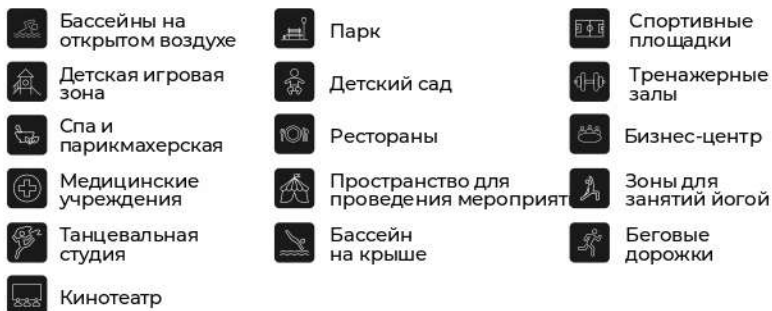 Бассейны на
открытом воздухе
Парк
Спортивные
площадки
Детская игровая
зона
Детский сад
Тренажерные
залы
Спа и
парикмахерская
Рестораны
Бизнес-центр
Медицинские
учреждения
Пространство для
проведения мероприят
Зоны для
занятий йогой
Танцевальная
студия
Бассейн
на крыше
Беговые
дорожки
Кинотеатр